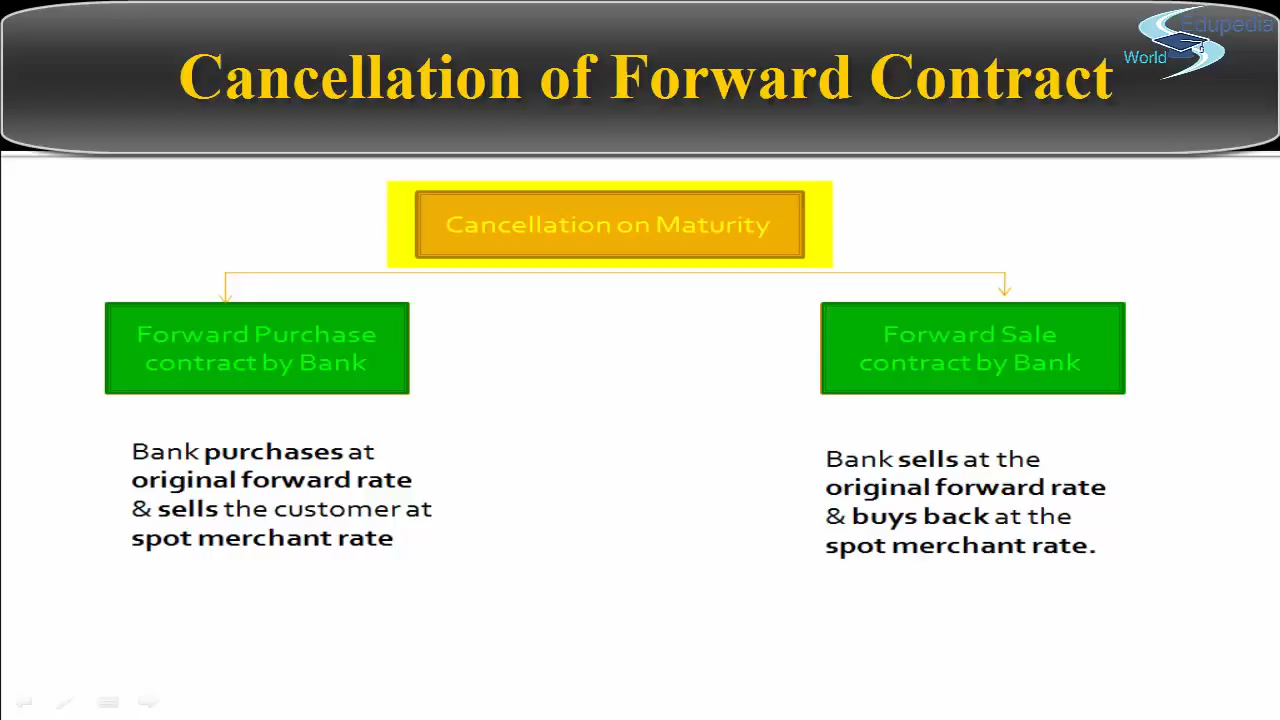 Edupedia
World
Cancellation of Forward Contract
Cancellation on Maturity
Forward Purchase
contract by Bank
Forward Sale
contract by Bank
Bank purchases at
original forward rate
& sells the customer at
spot merchant rate
Bank sells at the
original forward rate
& buys back at the
spot merchant rate.